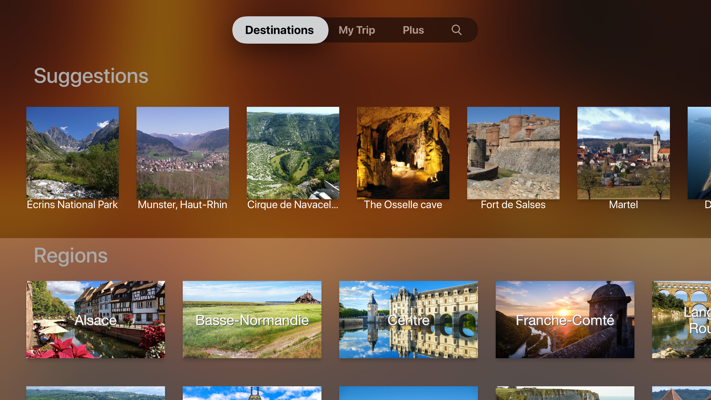 Destinations
My Trip
Plus
Suggestions
Écrins National Park
Munster, Haut-Rhin
Cirque de Navacel...
The Osselle cave
Fort de Salses
Martel
D
Regions
Alsace
Basse-Normandie
Centre
Franche-Comté
Lang
Rou